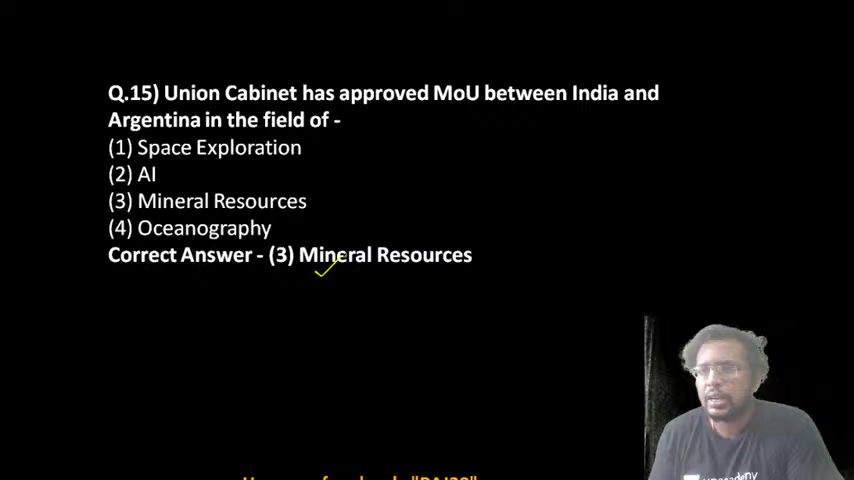 Q.15) Union Cabinet has approved MoU between India and
Argentina in the field of -
(1) Space Exploration
(2) AI
(3) Mineral Resources
(4) Oceanography
Correct Answer - (3) Mineral Resources